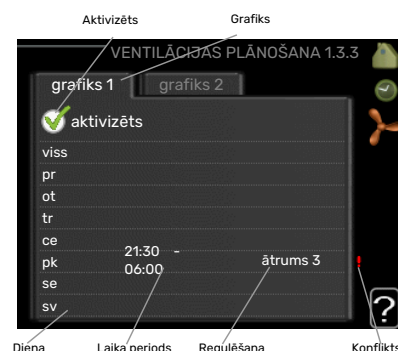 Aktivizēts Grafiks
VENTILĀCIJAS PLĀNOŠANA 1.3.3
grafiks 1 grafiks 2
aktivizēts
viss
pr
ot
tr
ce
pk 21:30 - 06:00 ātrums 3 !
se
sv
?
Diena Laika periods Regulēšana Konflikts